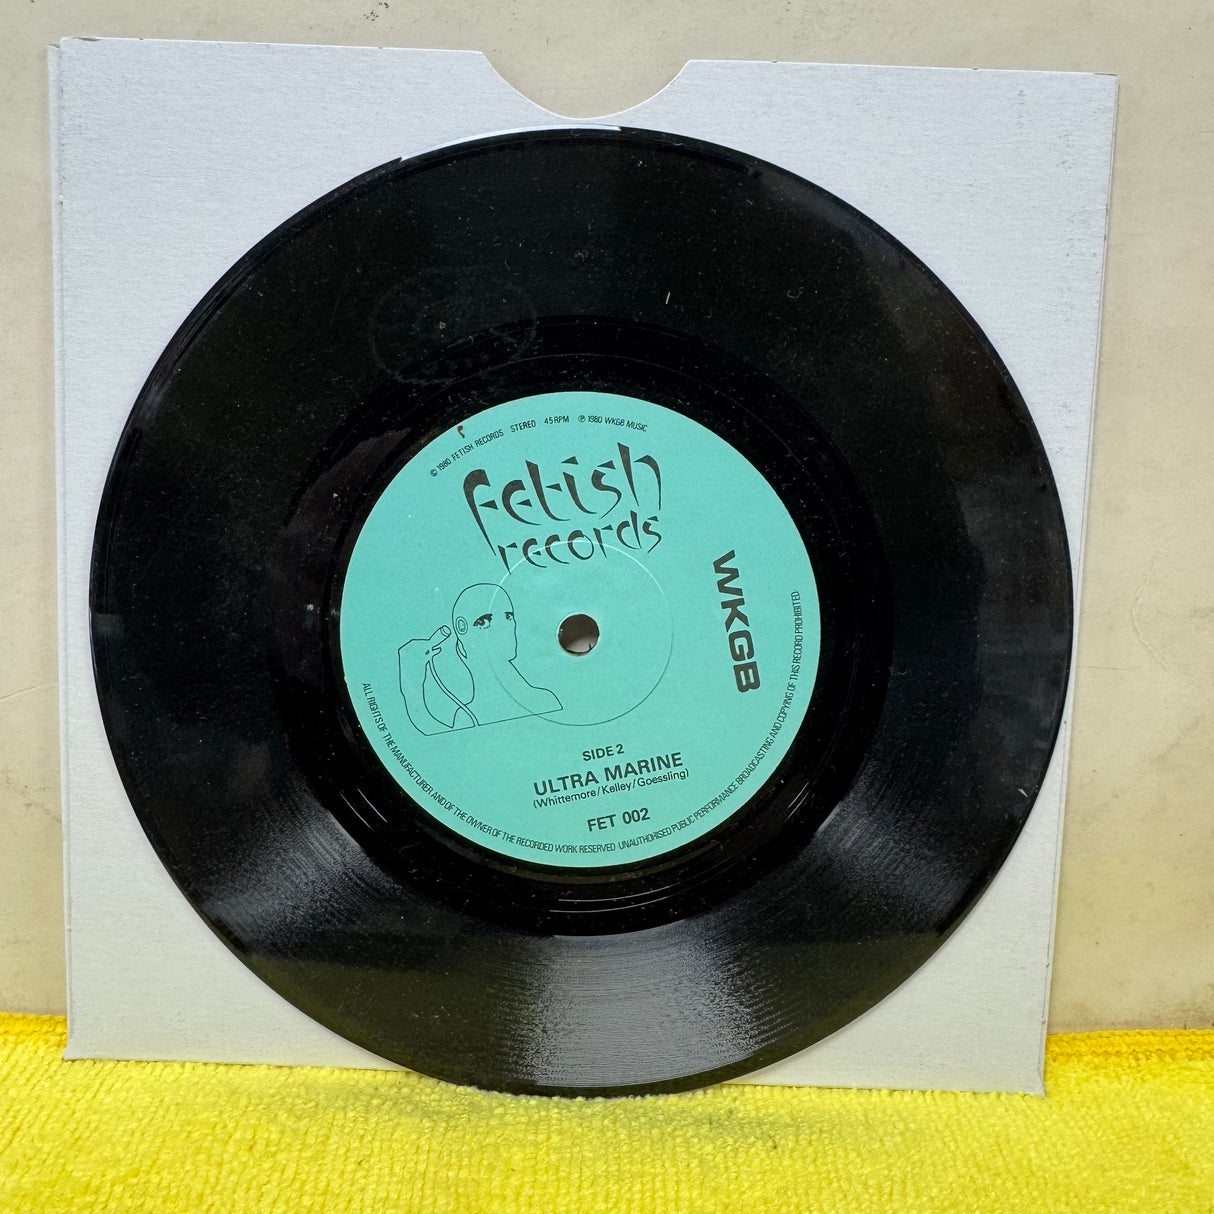 © 1980 FETISH RECORDS STEREO 45RPM ℗ 1980 WKGB MUSIC
fetish
records
WKGB
SIDE 2
ULTRA MARINE
(Whittemore/Kelley/Goessling)
FET 002
ALL RIGHTS OF THE MANUFACTURER AND OF THE OWNER OF THE RECORDED WORK RESERVED UNAUTHORISED PUBLIC PERFORMANCE BROADCASTING AND COPYING OF THIS RECORD PROHIBITED